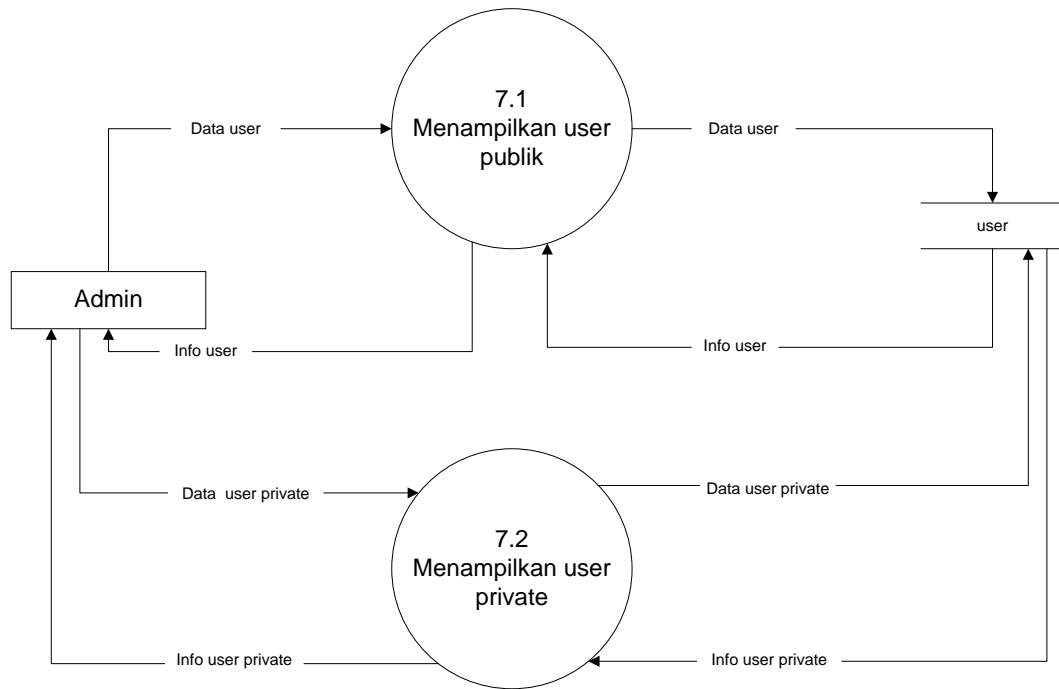 7.1
Menampilkan user
publik
Data user
Data user
user
Admin
Info user
Info user
Data  user private
Data user private
7.2
Menampilkan user
private
Info user private
Info user private